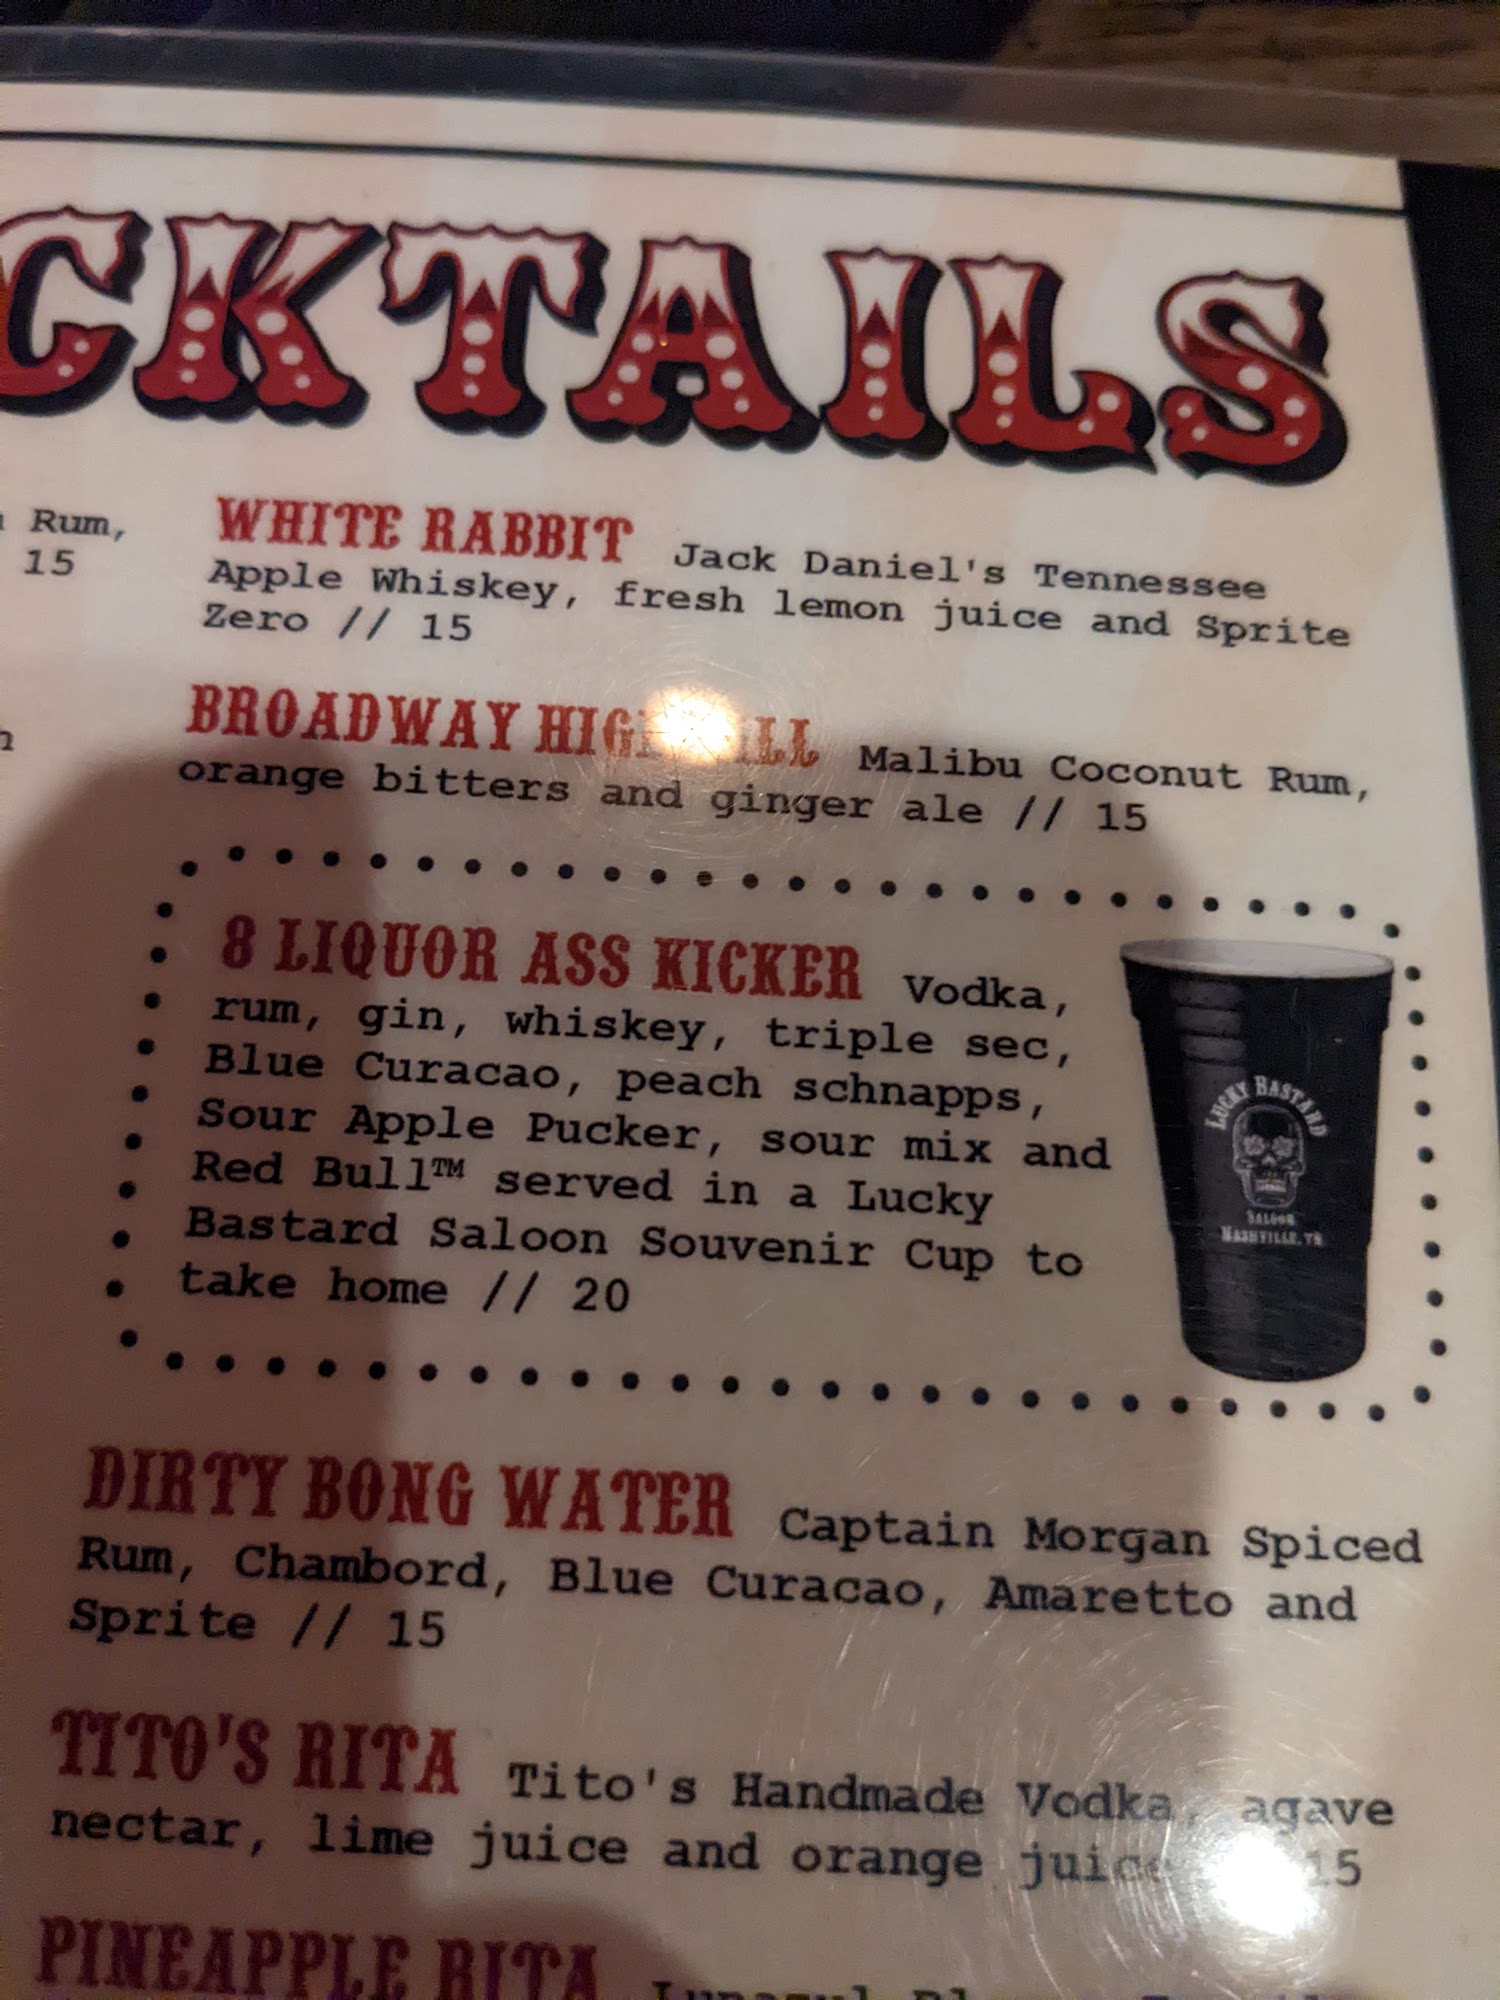 CKTAILS
Rum,
15
WHITE RABBIT Jack Daniel's Tennessee
Apple Whiskey, fresh lemon juice and Sprite
Zero // 15
BROADWAY Malibu Coconut Rum,
orange bitters and ginger ale // 15
8 LIQUOR ASS KICKER Vodka,
rum, gin, whiskey, triple sec,
Blue Curacao, peach schnapps,
Sour Apple Pucker, sour mix and
Red Bull™ served in a Lucky
Bastard Saloon Souvenir Cup to
take home // 20
LUCKY BASTARD
SALOON
NASHVILLE, TN
DIRTY BONG WATER Captain Morgan Spiced
Rum, Chambord, Blue Curacao, Amaretto and
Sprite // 15
TITO'S RITA Tito's Handmade Vodka, agave
nectar, lime juice and orange juice 15
PINEAPPLE RITA